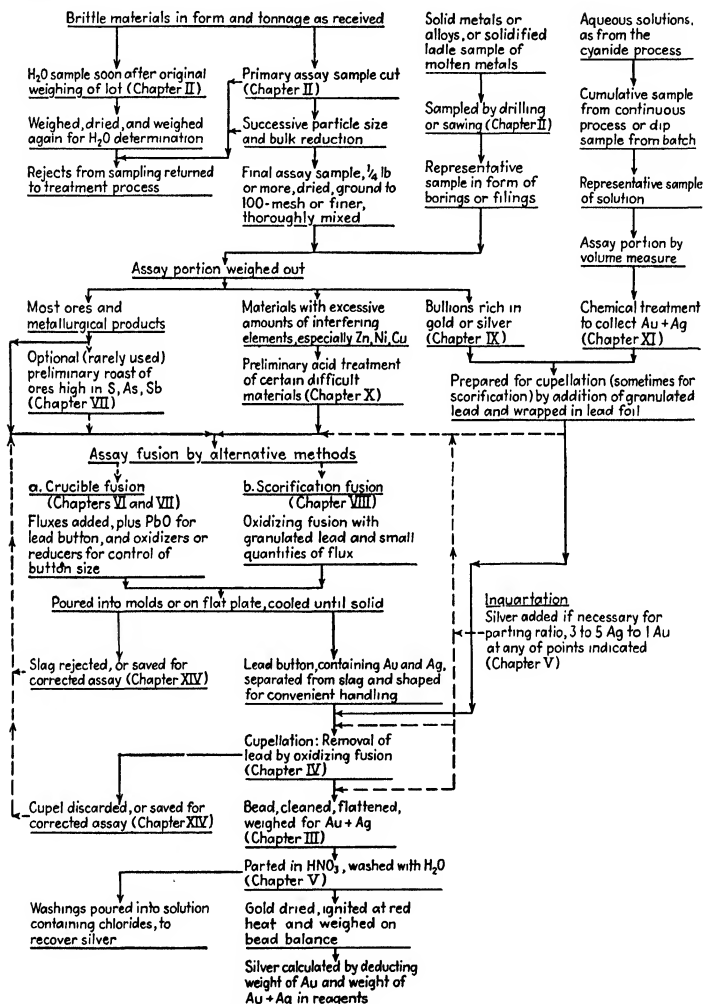 Brittle materials in form and tonnage as received
H2O sample soon after original
weighing of lot (Chapter II)
Weighed, dried, and weighed
again for H2O determination
Rejects from sampling returned
to treatment process
Primary assay sample cut
(Chapter II)
Successive particle size
and bulk reduction
Final assay sample, 1/4 lb
or more, dried, ground to
100-mesh or finer,
thoroughly mixed
Solid metals or
alloys, or solidified
ladle sample of
molten metals
Sampled by drilling
or sawing (Chapter II)
Representative
sample in form of
borings or filings
Aqueous solutions,
as from the
cyanide process
Cumulative sample
from continuous
process or dip
sample from batch
Representative sample
of solution
Assay portion by
volume measure
Chemical treatment
to collect Au + Ag
(Chapter XI)
Assay portion weighed out
Most ores and
metallurgical products
Optional (rarely used)
preliminary roast of
ores high in S, As, Sb
(Chapter VII)
Materials with excessive
amounts of interfering
elements, especially Zn, Ni, Cu
Preliminary acid treatment
of certain difficult
materials (Chapter X)
Bullions rich in
gold or silver
(Chapter IX)
Prepared for cupellation (sometimes for
scorification) by addition of granulated
lead and wrapped in lead foil
Assay fusion by alternative methods
a. Crucible fusion
(Chapters VI and VII)
Fluxes added, plus PbO for
lead button, and oxidizers or
reducers for control of
button size
b. Scorification fusion
(Chapter VIII)
Oxidizing fusion with
granulated lead and small
quantities of flux
Poured into molds or on flat plate, cooled until solid
Inquartation
Silver added if necessary for
parting ratio, 3 to 5 Ag to 1 Au
at any of points indicated
(Chapter V)
Slag rejected, or saved for
corrected assay (Chapter XIV)
Lead button, containing Au and Ag,
separated from slag and shaped
for convenient handling
Cupellation: Removal of
lead by oxidizing fusion
(Chapter IV)
Cupel discarded, or saved for
corrected assay (Chapter XIV)
Bead, cleaned, flattened,
weighed for Au + Ag
(Chapter III)
Parted in HNO3, washed with H2O
(Chapter V)
Washings poured into solution
containing chlorides, to
recover silver
Gold dried, ignited at red
heat and weighed on
bead balance
Silver calculated by deducting
weight of Au and weight of
Au + Ag in reagents